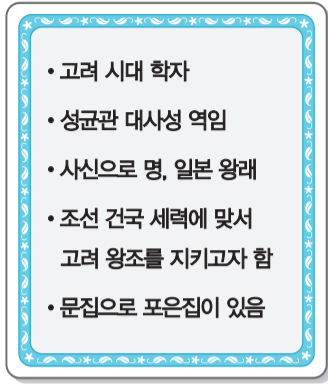 • 고려 시대 학자
• 성균관 대사성 역임
• 사신으로 명, 일본 왕래
• 조선 건국 세력에 맞서
고려 왕조를 지키고자 함
• 문집으로 포은집이 있음